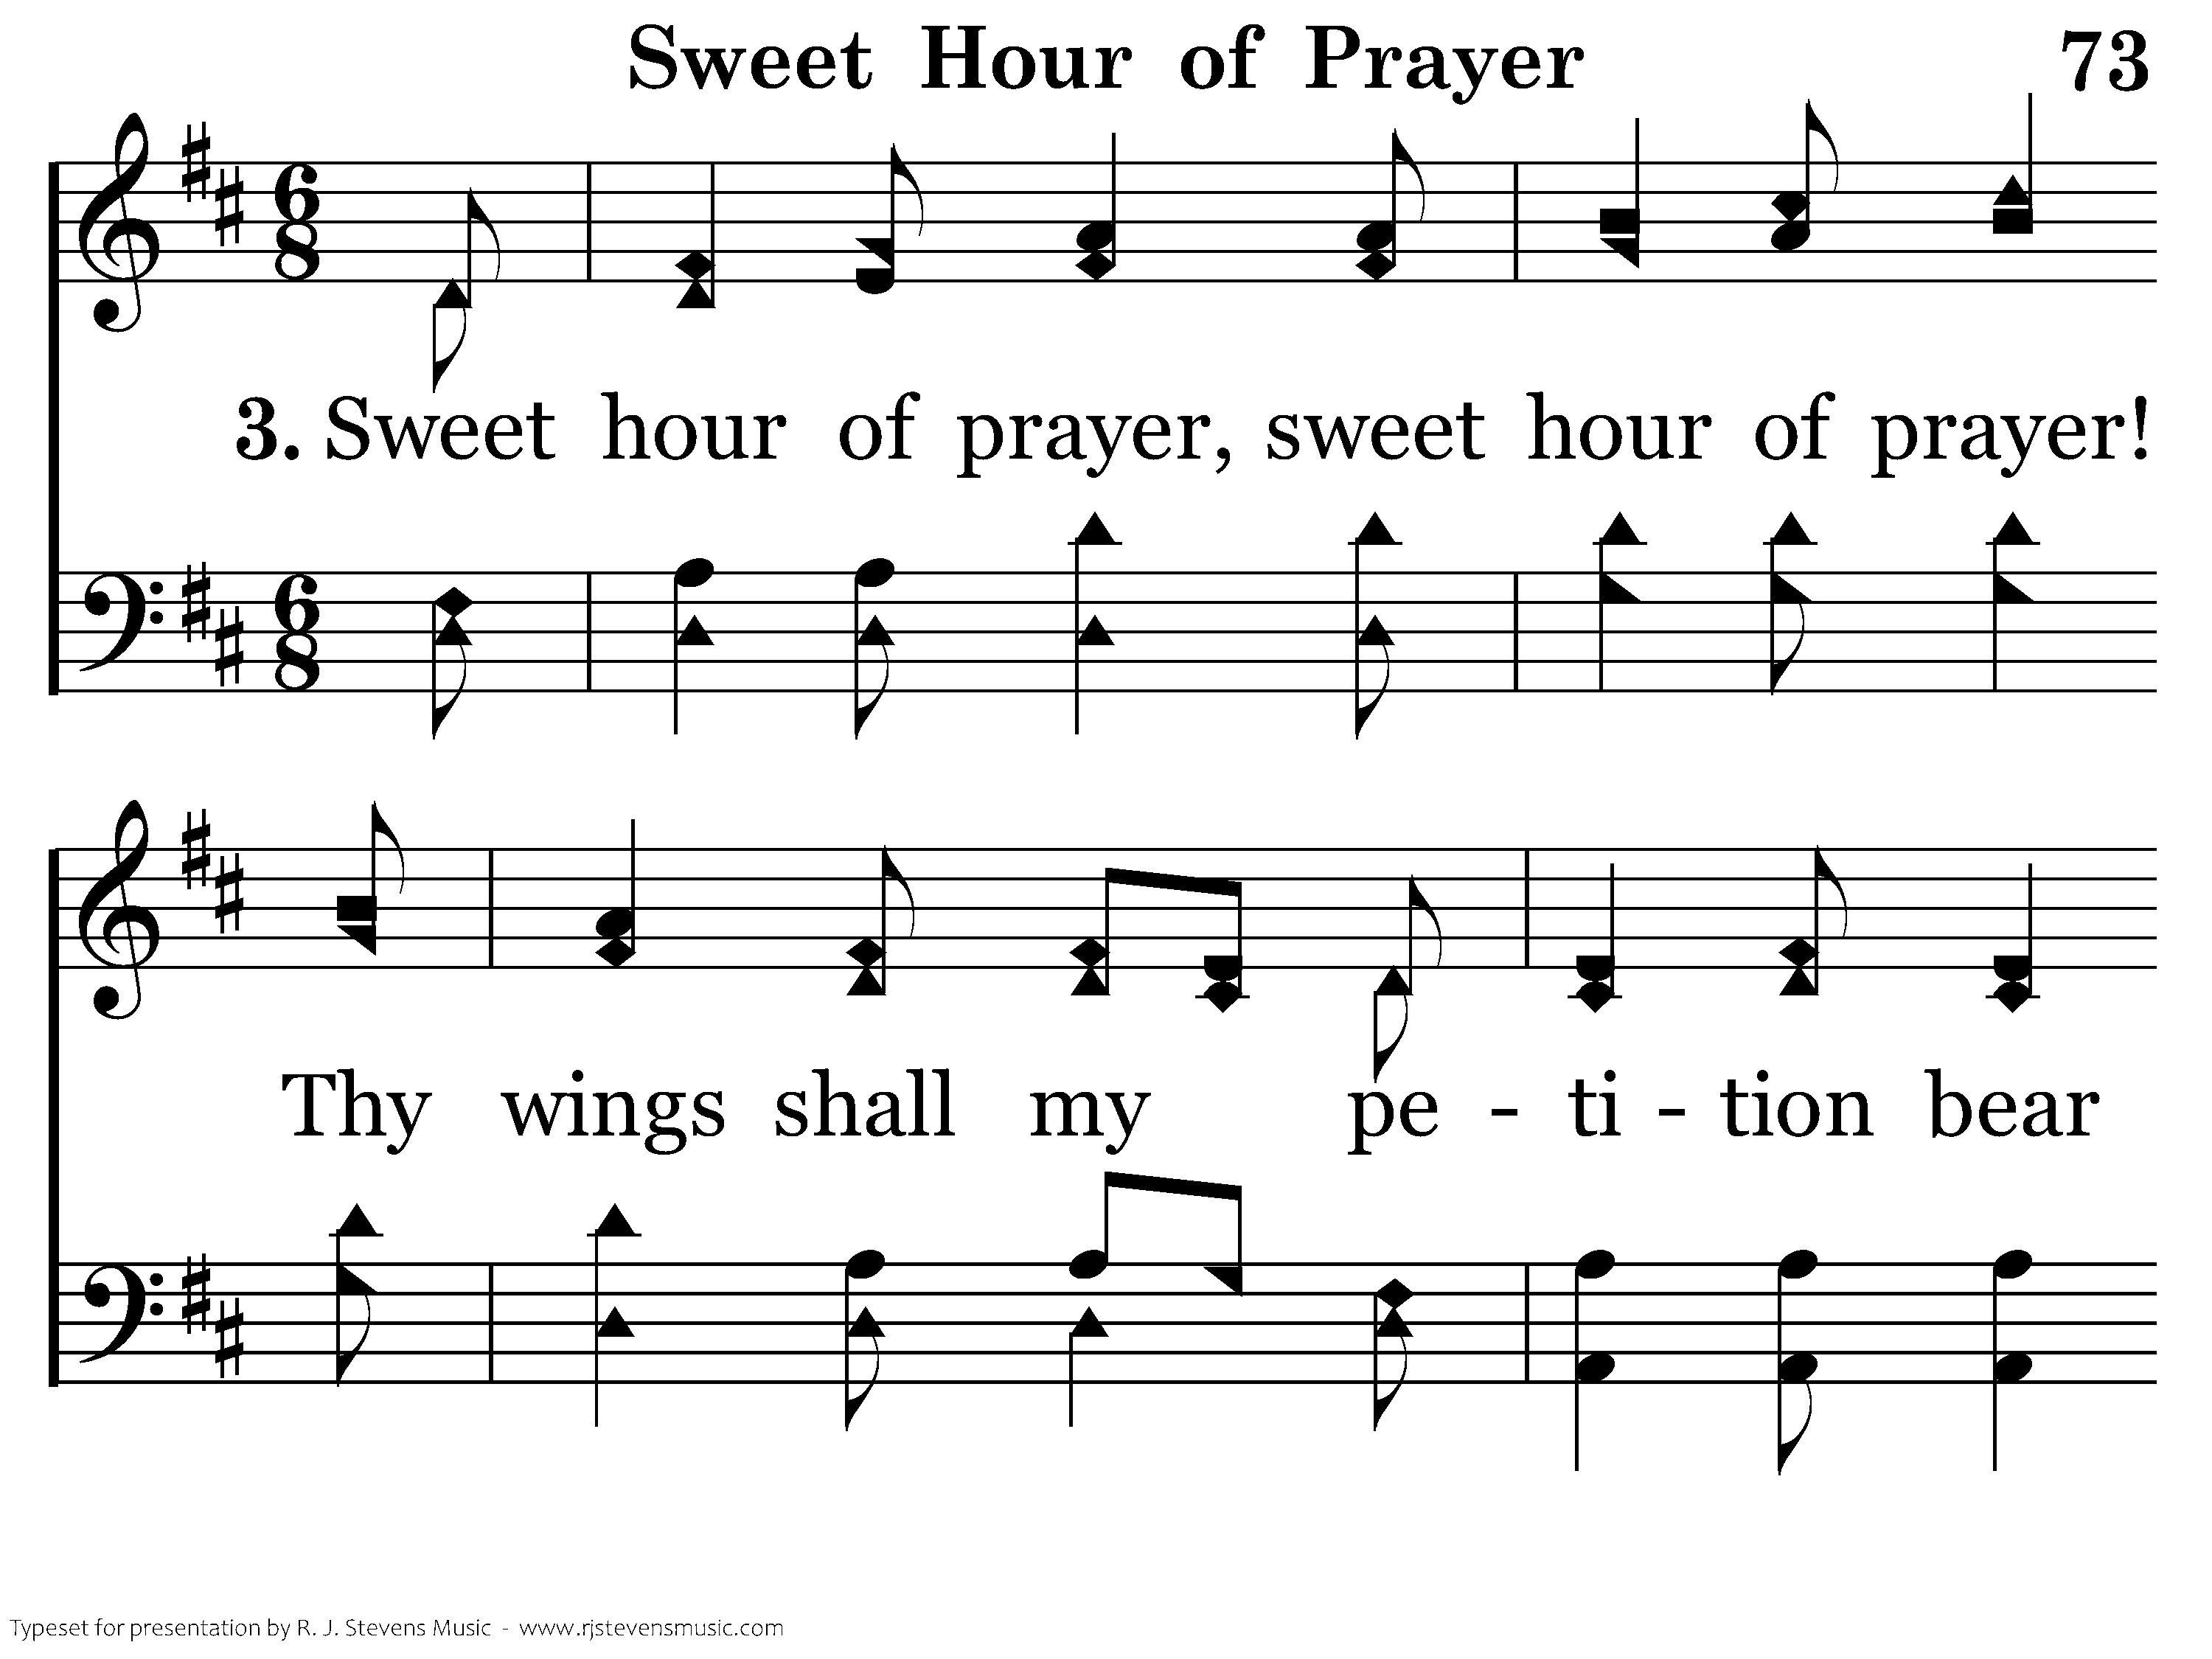 Sweet Hour of Prayer 73
3. Sweet hour of prayer, sweet hour of prayer!
Thy wings shall my pe - ti - tion bear
Typeset for presentation by R. J. Stevens Music - www.rjstevensmusic.com